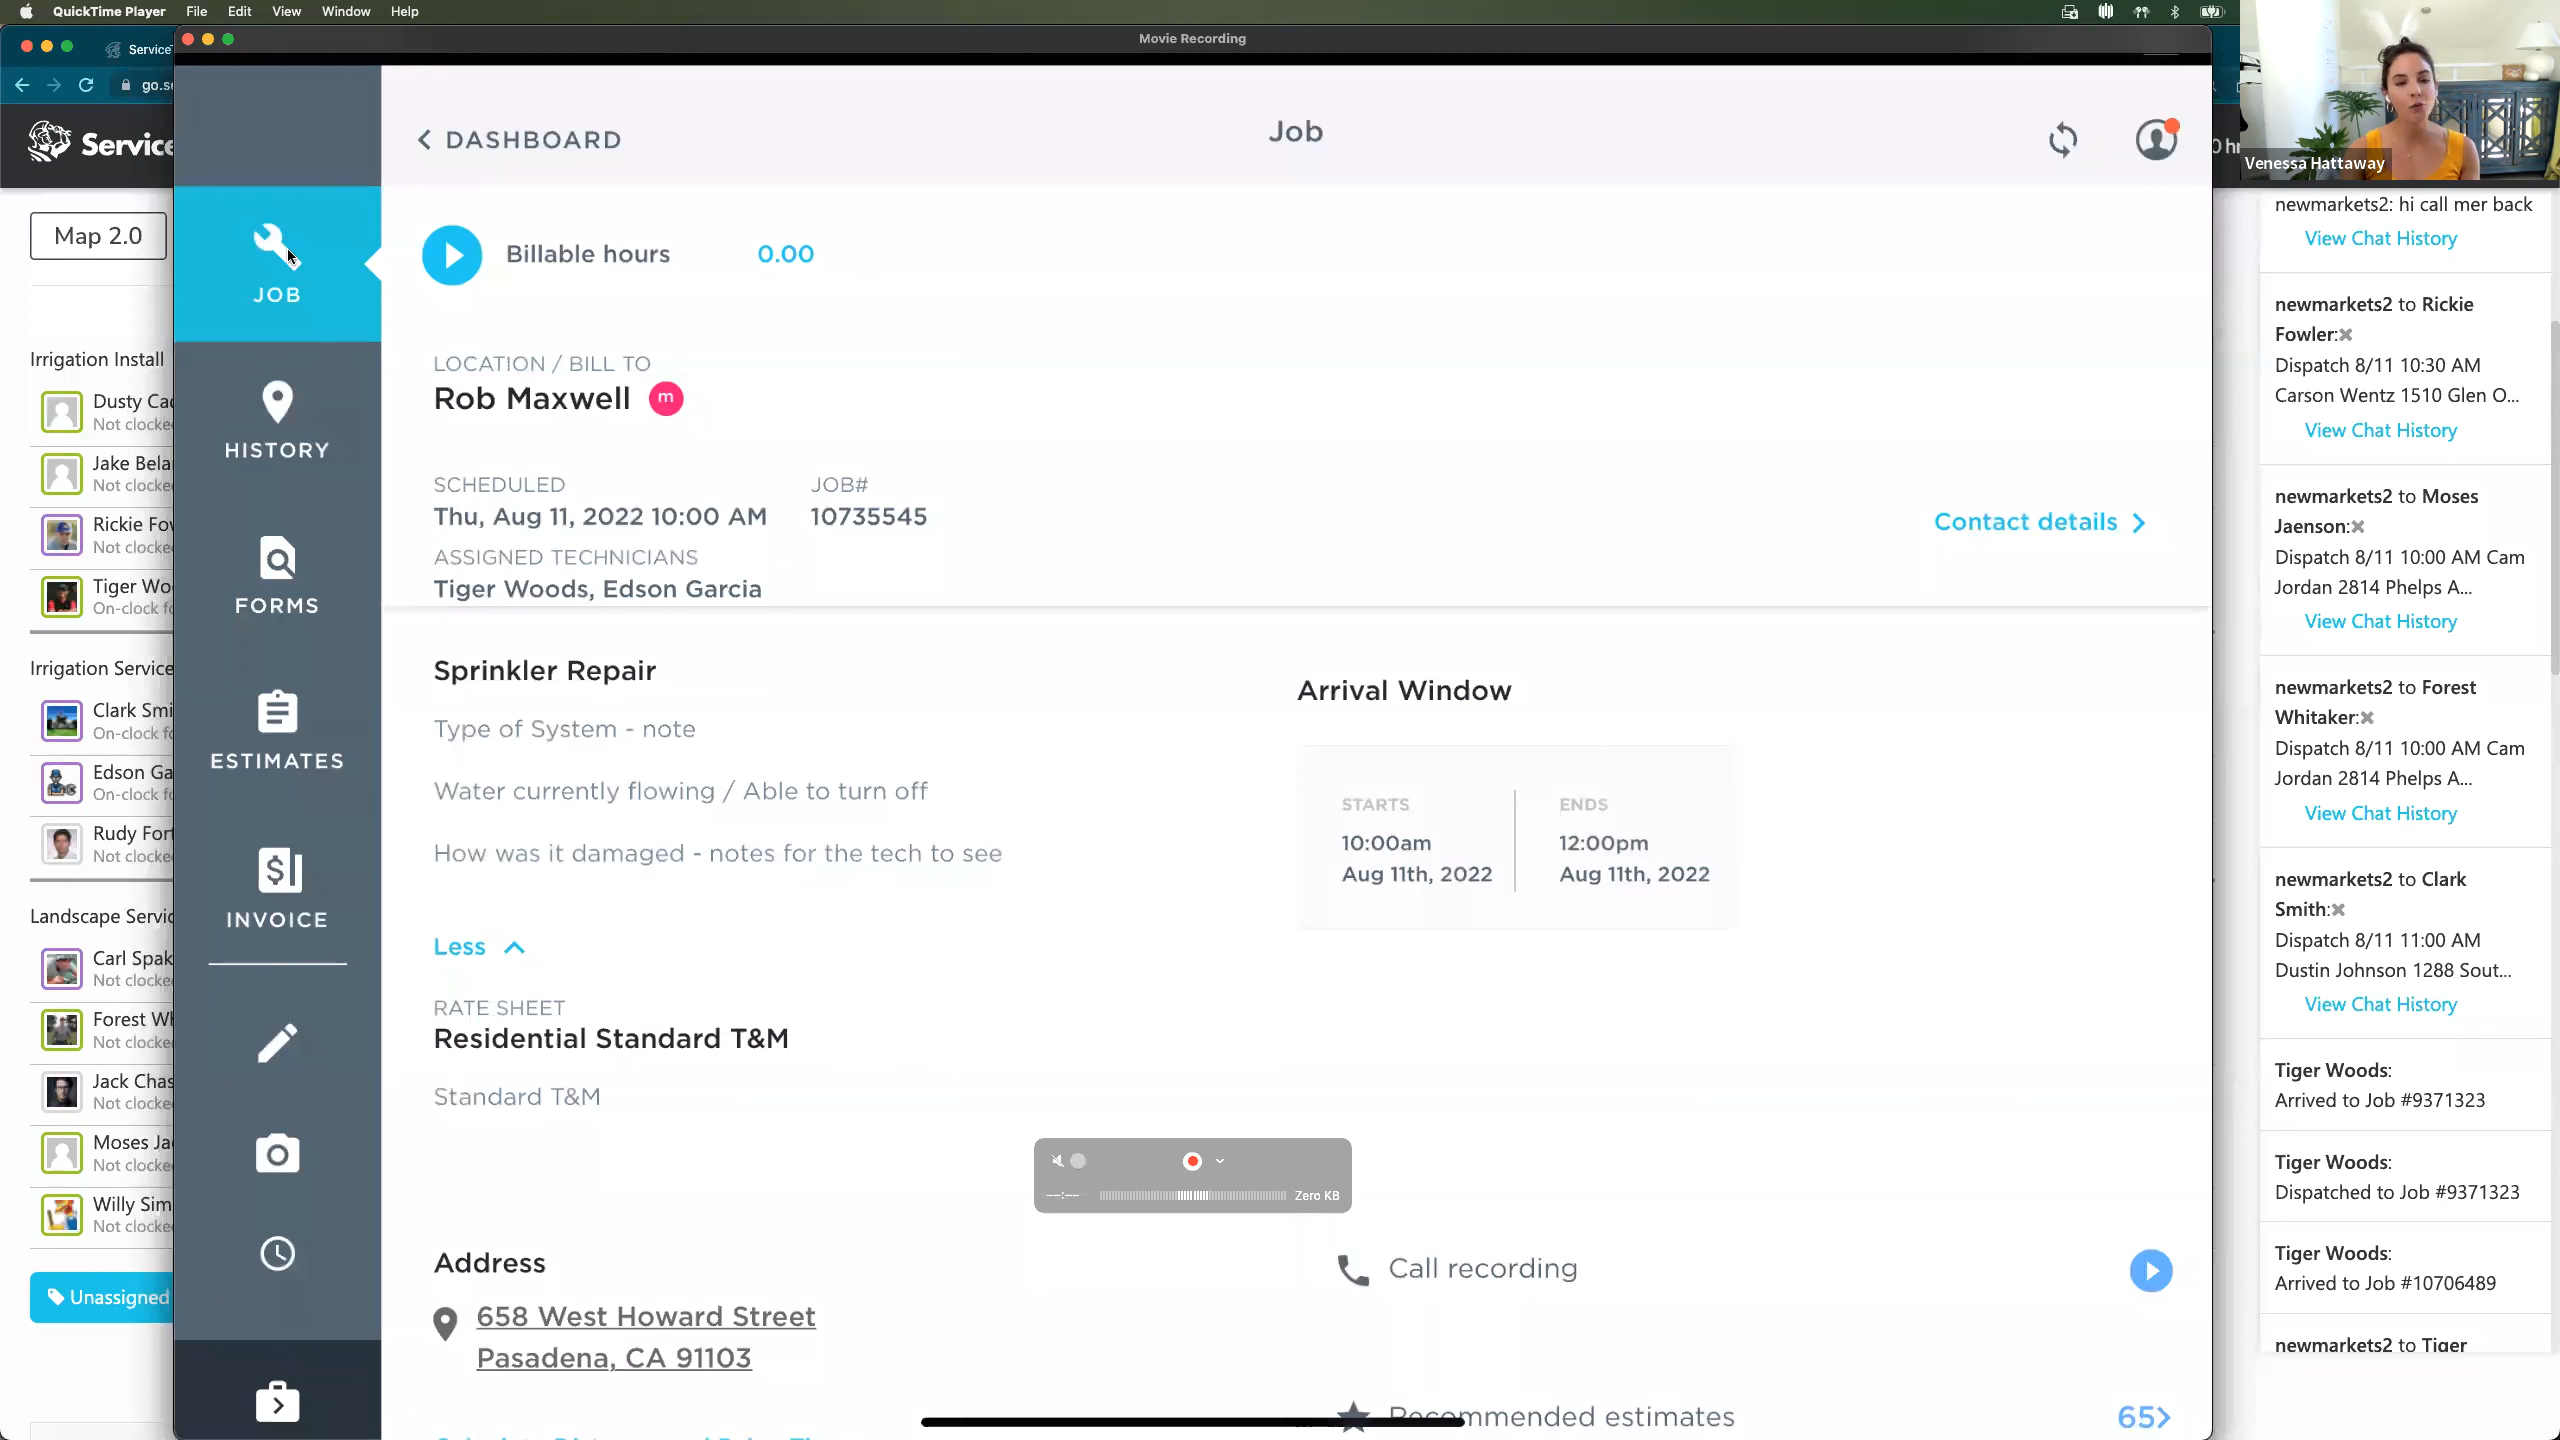 QuickTime Player File Edit View Window Help
Movie Recording
Service
go.se
Service
Map 2.0
Irrigation Install
Dusty Cad
Not clocke
Jake Bela
Not clocke
Rickie Fow
Not clocke
Tiger Wo
On-clock fo
Irrigation Service
Clark Smi
On-clock fo
Edson Ga
On-clock fo
Rudy Fort
Not clocke
Landscape Servic
Carl Spak
Not clocke
Forest Wh
Not clocke
Jack Chas
Not clocke
Moses Ja
Not clocke
Willy Sim
Not clocke
Unassigned
JOB
HISTORY
FORMS
ESTIMATES
INVOICE
DASHBOARD
Job
Billable hours 0.00
LOCATION / BILL TO
Rob Maxwell m
SCHEDULED JOB#
Thu, Aug 11, 2022 10:00 AM 10735545
ASSIGNED TECHNICIANS
Tiger Woods, Edson Garcia
Contact details
Sprinkler Repair
Type of System - note
Water currently flowing / Able to turn off
How was it damaged - notes for the tech to see
Less
RATE SHEET
Residential Standard T&M
Standard T&M
Address
658 West Howard Street
Pasadena, CA 91103
Arrival Window
STARTS ENDS
10:00am 12:00pm
Aug 11th, 2022 Aug 11th, 2022
--:-- Zero KB
Call recording
Recommended estimates 65
Venessa Hattaway
0 hr
newmarkets2: hi call mer back
View Chat History
newmarkets2 to Rickie
Fowler:
Dispatch 8/11 10:30 AM
Carson Wentz 1510 Glen O...
View Chat History
newmarkets2 to Moses
Jaenson:
Dispatch 8/11 10:00 AM Cam
Jordan 2814 Phelps A...
View Chat History
newmarkets2 to Forest
Whitaker:
Dispatch 8/11 10:00 AM Cam
Jordan 2814 Phelps A...
View Chat History
newmarkets2 to Clark
Smith:
Dispatch 8/11 11:00 AM
Dustin Johnson 1288 Sout...
View Chat History
Tiger Woods:
Arrived to Job #9371323
Tiger Woods:
Dispatched to Job #9371323
Tiger Woods:
Arrived to Job #10706489
newmarkets2 to Tiger